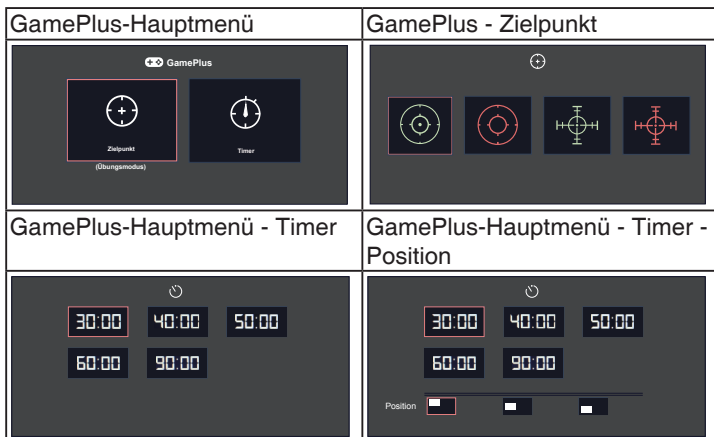 GamePlus-Hauptmenü
GamePlus - Zielpunkt
GamePlus
Zielpunkt
Timer
(Übungsmodus)
GamePlus-Hauptmenü - Timer
GamePlus-Hauptmenü - Timer -
Position
30:00 40:00 50:00
60:00 90:00
30:00 40:00 50:00
60:00 90:00
Position